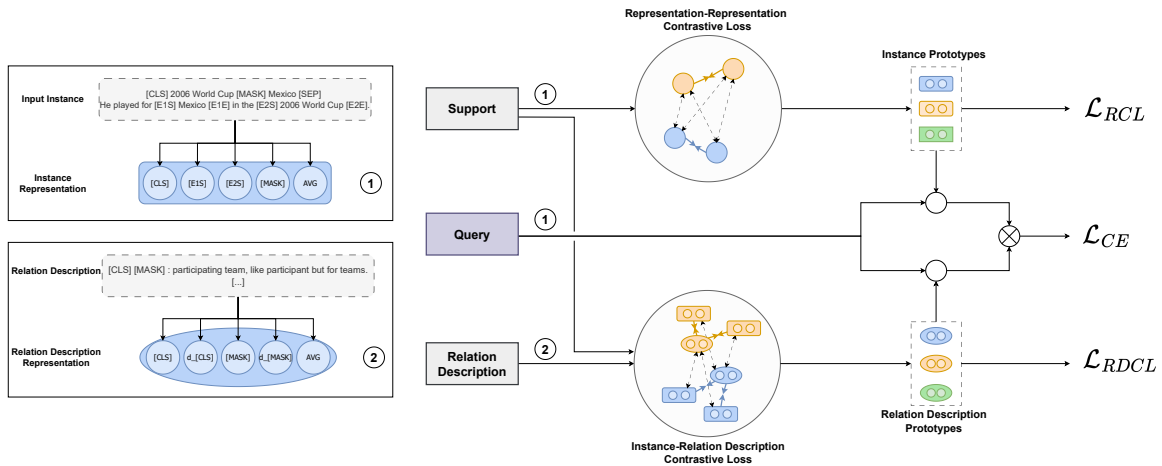 Input Instance
[CLS] 2006 World Cup [MASK] Mexico [SEP]
He played for [E1S] Mexico [E1E] in the [E2S] 2006 World Cup [E2E].
Instance
Representation
[CLS] [E1S] [E2S] [MASK] AVG
1
Relation Description
[CLS] [MASK] : participating team, like participant but for teams.
[...]
Relation Description
Representation
[CLS] d_[CLS] [MASK] d_[MASK] AVG
2
Representation-Representation
Contrastive Loss
Instance Prototypes
Support
1
ℒRCL
Query
1
ℒCE
Relation
Description
2
ℒRDCL
Instance-Relation Description
Contrastive Loss
Relation Description
Prototypes